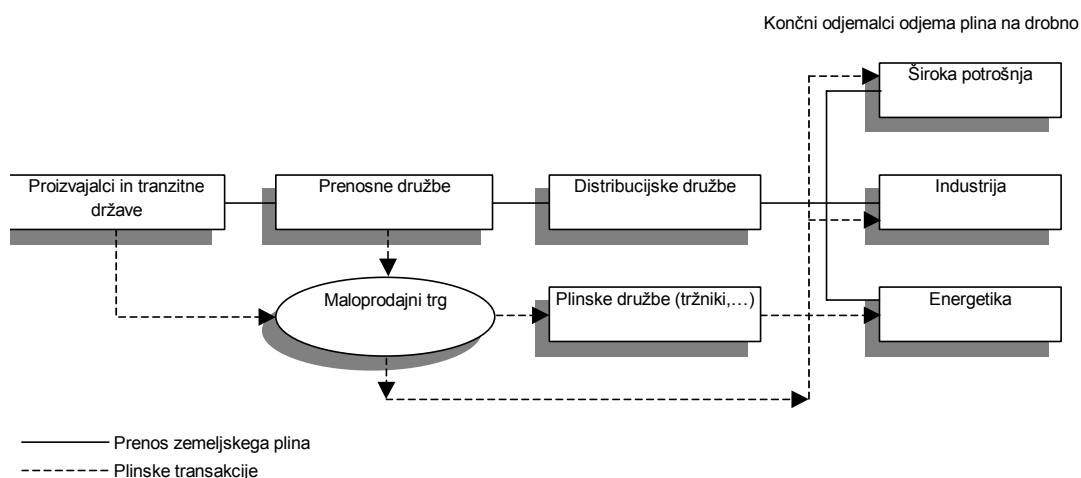 Končni odjemalci odjema plina na drobno
Široka potrošnja
Proizvajalci in tranzitne
države
Prenosne družbe
Distribucijske družbe
Industrija
Maloprodajni trg
Plinske družbe (tržniki,…)
Energetika
Prenos zemeljskega plina
Plinske transakcije